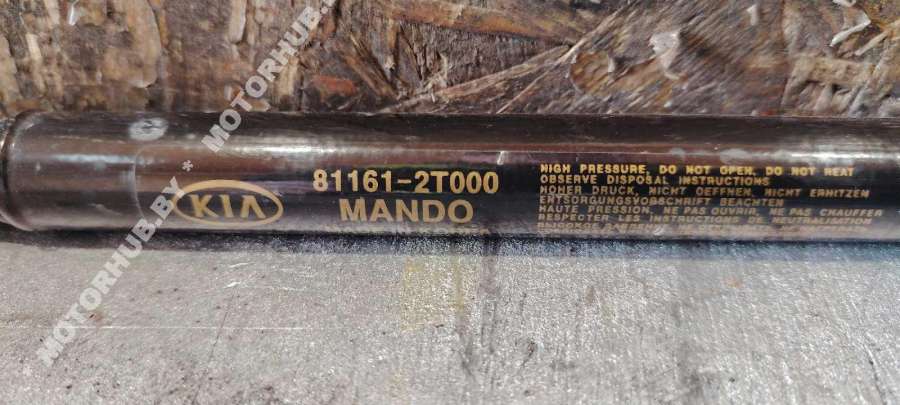 KIA
81161-2T000
MANDO
HIGH PRESSURE, DO NOT OPEN, DO NOT HEAT
OBSERVE DISPOSAL INSTRUCTIONS
HOHER DRUCK, NICHT OEFFNEN, NICHT ERHITZEN
ENTSORGUNGSVORSCHRIFT BEACHTEN
HAUTE PRESSION, NE PAS OUVRIR, NE PAS CHAUFFER
RESPECTER LES INSTRUCTIONS DE SUPPRESSION
MOTORHUB.BY * MOTORHUB.BY * MOTORHUB